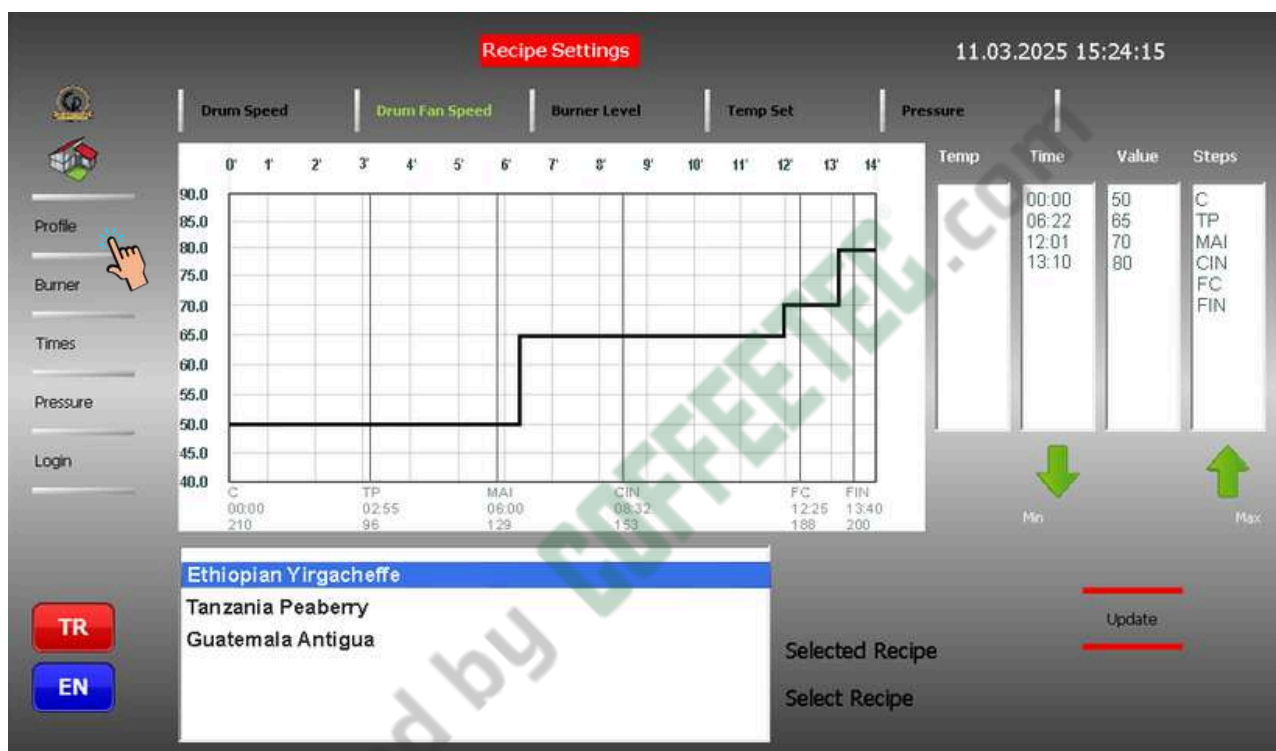 Recipe Settings
11.03.2025 15:24:15
Drum Speed
Drum Fan Speed
Burner Level
Temp Set
Pressure
Profile
Burner
Times
Pressure
Login
TR
EN
0' 1' 2' 3' 4' 5' 6' 7' 8' 9' 10' 11' 12' 13' 14'
90.0
85.0
80.0
75.0
70.0
65.0
60.0
55.0
50.0
45.0
40.0
C TP MAI CIN FC FIN
00:00 02:55 06:00 08:32 12:25 13:40
210 96 129 153 188 200
Temp Time Value Steps
00:00 50 C
06:22 65 TP
12:01 70 MAI
13:10 80 CIN
FC
FIN
Min
Max
Ethiopian Yirgacheffe
Tanzania Peaberry
Guatemala Antigua
Selected Recipe
Select Recipe
Update
d by COFFEETEC.com